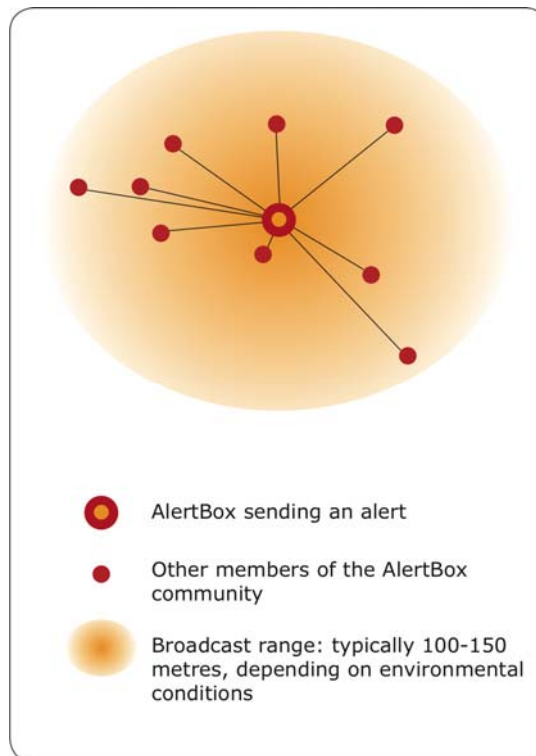 AlertBox sending an alert
Other members of the AlertBox
community
Broadcast range: typically 100-150
metres, depending on environmental
conditions